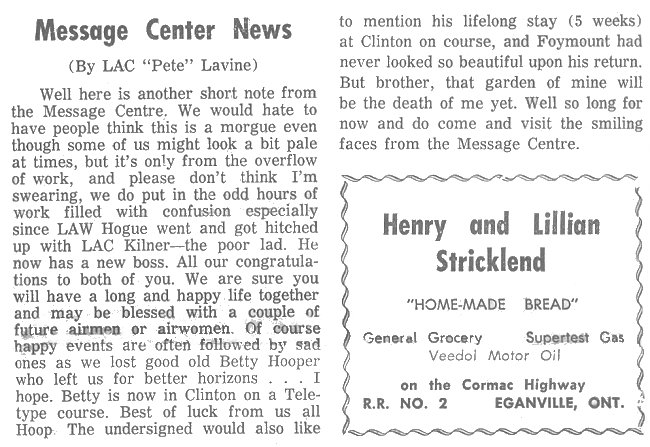 Message Center News
(By LAC "Pete" Lavine)
Well here is another short note from
the Message Centre. We would hate to
have people think this is a morgue even
though some of us might look a bit pale
at times, but it's only from the overflow
of work, and please don't think I'm
swearing, we do put in the odd hours of
work filled with confusion especially
since LAW Hogue went and got hitched
up with LAC Kilner—the poor lad. He
now has a new boss. All our congratula-
tions to both of you. We are sure you
will have a long and happy life together
and may be blessed with a couple of
future airmen or airwomen. Of course
happy events are often followed by sad
ones as we lost good old Betty Hooper
who left us for better horizons . . . I
hope. Betty is now in Clinton on a Tele-
type course. Best of luck from us all
Hoop. The undersigned would also like
to mention his lifelong stay (5 weeks)
at Clinton on course, and Foymount had
never looked so beautiful upon his return.
But brother, that garden of mine will
be the death of me yet. Well so long for
now and do come and visit the smiling
faces from the Message Centre.
Henry and Lillian
Stricklend
"HOME-MADE BREAD"
General Grocery Supertest Gas
Veedol Motor Oil
on the Cormac Highway
R.R. NO. 2 EGANVILLE, ONT.